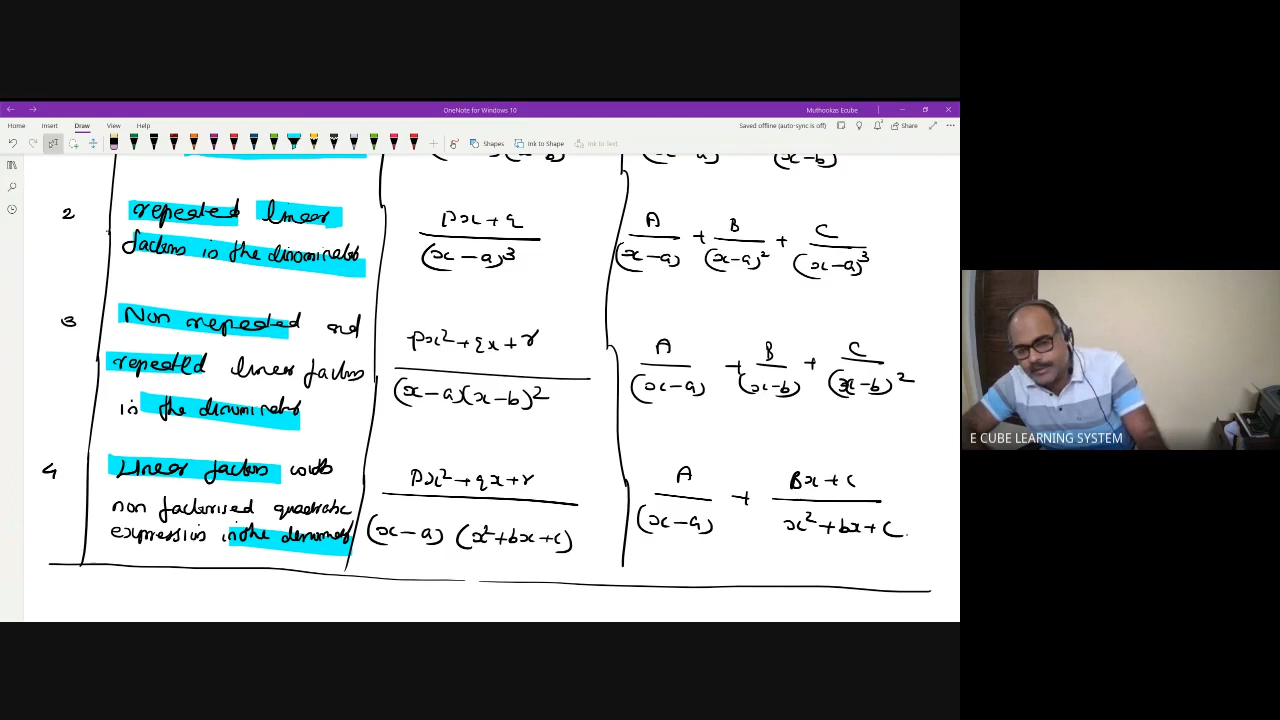 OneNote for Windows 10
Muthookas Ecube
Home Insert Draw View Help
Saved offline (auto-sync is off)
Share
Shapes
Ink to Shape
Ink to Text
(x-a) (x-b)
2 repeated linear
factors in the dinominator
px+q
(x-a)³
A/(x-a) + B/(x-a)² + C/(x-a)³
3 Non repeated and
repeated linear factors
in the dinominator
px²+qx+r
(x-a)(x-b)²
A/(x-a) + B/(x-b) + C/(x-b)²
4 Linear factors with
non factorised quadratic
expression in the denominator
px²+qx+r
(x-a) (x²+bx+c)
A/(x-a) + Bx+C/x²+bx+c
E CUBE LEARNING SYSTEM